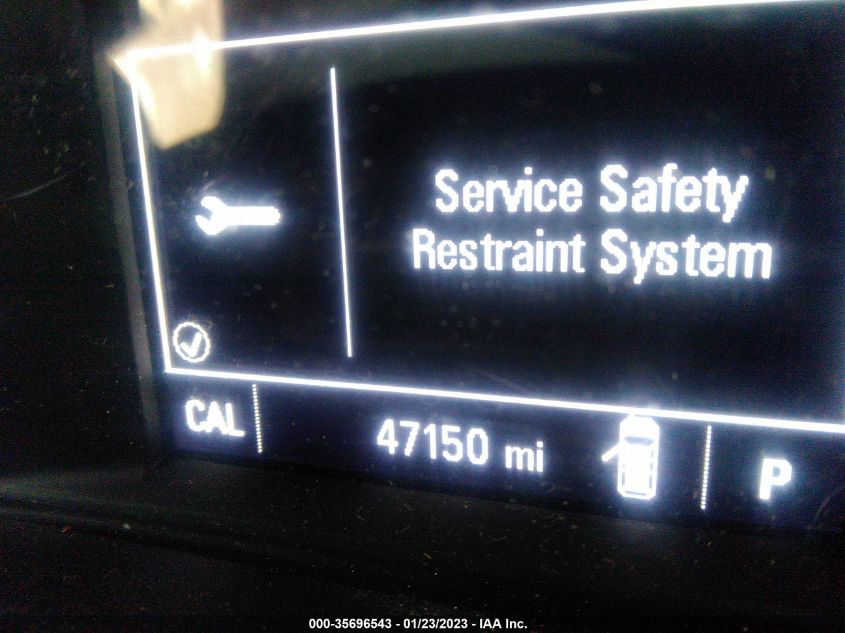 Service Safety
Restraint System
CAL
47150 mi
P
000-35696543 - 01/23/2023 - IAA Inc.